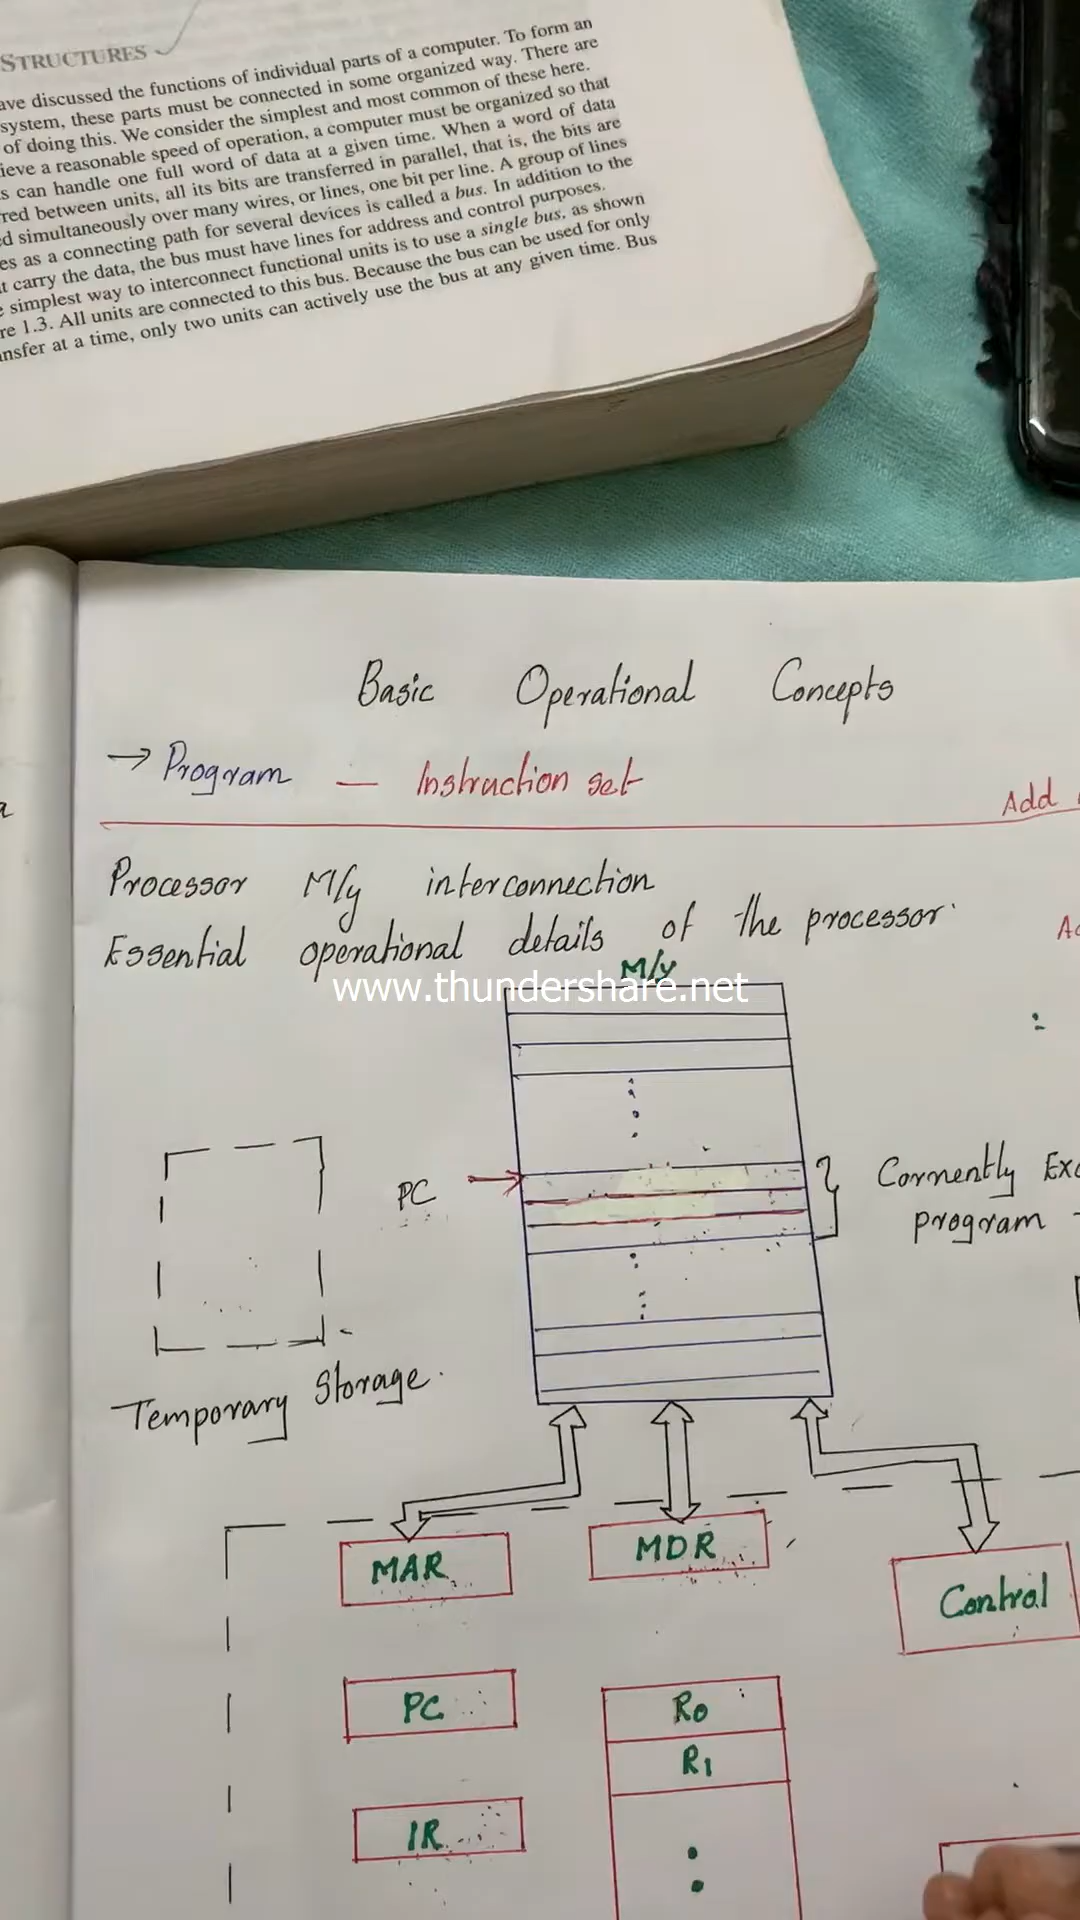 STRUCTURES
ave discussed the functions of individual parts of a computer. To form an
system, these parts must be connected in some organized way. There are
of doing this. We consider the simplest and most common of these here.
ieve a reasonable speed of operation, a computer must be organized so that
s can handle one full word of data at a given time. When a word of data
red between units, all its bits are transferred in parallel, that is, the bits are
d simultaneously over many wires, or lines, one bit per line. A group of lines
es as a connecting path for several devices is called a bus. In addition to the
t carry the data, the bus must have lines for address and control purposes.
simplest way to interconnect functional units is to use a single bus, as shown
re 1.3. All units are connected to this bus. Because the bus can be used for only
ansfer at a time, only two units can actively use the bus at any given time. Bus
Basic Operational Concepts
→ Program — Instruction set
Add
Processor M/y interconnection
Essential operational details of the processor.
M/y
www.thundershare.net
PC
Cornently Exe
program -
Temporary Storage.
MAR
MDR
Control
PC
R0
R1
IR